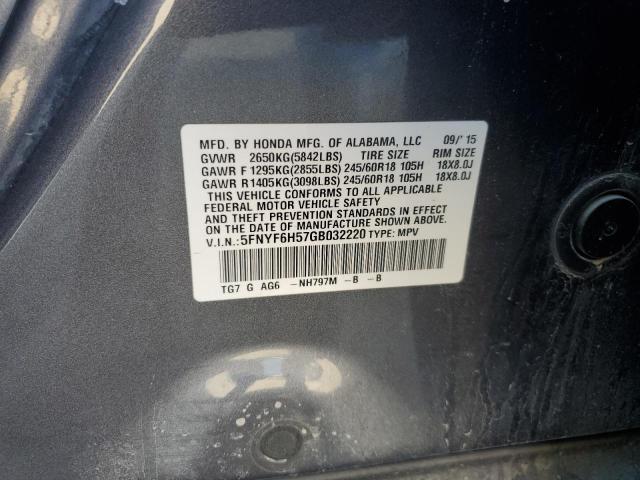 MFD. BY HONDA MFG. OF ALABAMA, LLC 09/'15
GVWR 2650KG(5842LBS) TIRE SIZE RIM SIZE
GAWR F 1295KG(2855LBS) 245/60R18 105H 18X8.0J
GAWR R 1405KG(3098LBS) 245/60R18 105H 18X8.0J
THIS VEHICLE CONFORMS TO ALL APPLICABLE
FEDERAL MOTOR VEHICLE SAFETY
AND THEFT PREVENTION STANDARDS IN EFFECT
ON THE DATE OF MANUFACTURE SHOWN ABOVE.
V.I.N.:5FNYF6H57GB032220 TYPE: MPV
TG7 G AG6 -NH797M -B -B